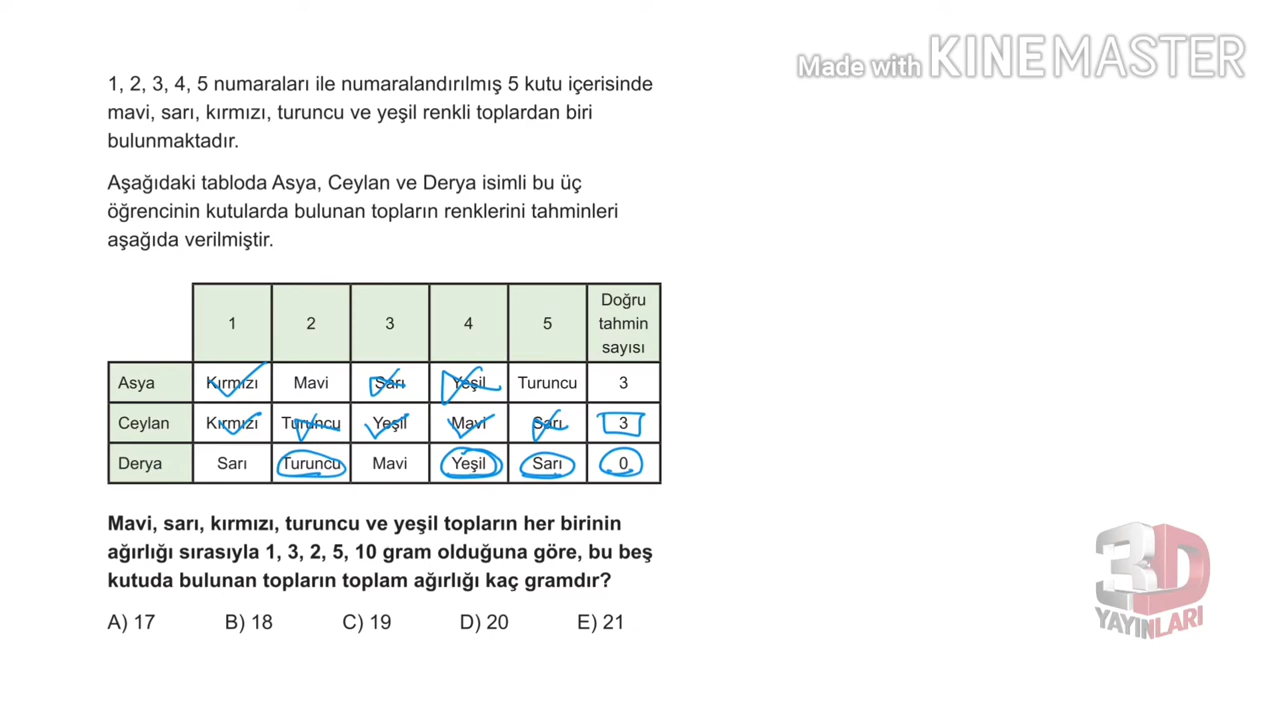 Made with KINEMASTER
1, 2, 3, 4, 5 numaraları ile numaralandırılmış 5 kutu içerisinde
mavi, sarı, kırmızı, turuncu ve yeşil renkli toplardan biri
bulunmaktadır.
Aşağıdaki tabloda Asya, Ceylan ve Derya isimli bu üç
öğrencinin kutularda bulunan topların renklerini tahminleri
aşağıda verilmiştir.
1 2 3 4 5 Doğru
tahmin
sayısı
Asya Kırmızı Mavi Sarı Yeşil Turuncu 3
Ceylan Kırmızı Turuncu Yeşil Mavi Sarı 3
Derya Sarı Turuncu Mavi Yeşil Sarı 0
Mavi, sarı, kırmızı, turuncu ve yeşil topların her birinin
ağırlığı sırasıyla 1, 3, 2, 5, 10 gram olduğuna göre, bu beş
kutuda bulunan topların toplam ağırlığı kaç gramdır?
A) 17 B) 18 C) 19 D) 20 E) 21
3D
YAYINLARI